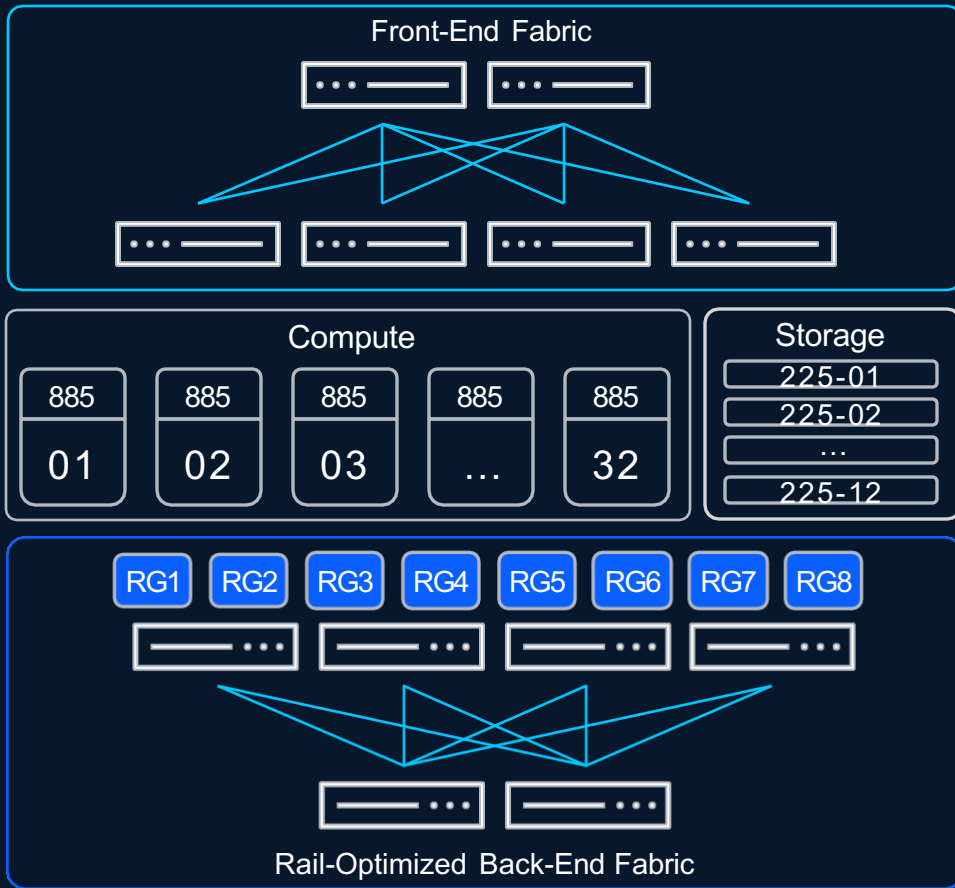 Front-End Fabric
Compute
885
885
885
885
885
01
02
03
...
32
Storage
225-01
225-02
...
225-12
RG1
RG2
RG3
RG4
RG5
RG6
RG7
RG8
Rail-Optimized Back-End Fabric